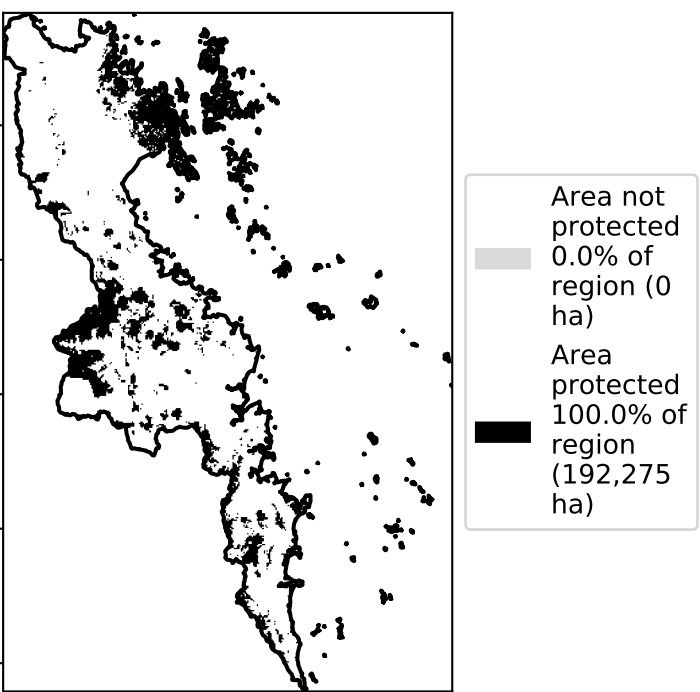 Area not
protected
0.0% of
region (0
ha)
Area
protected
100.0% of
region
(192,275
ha)